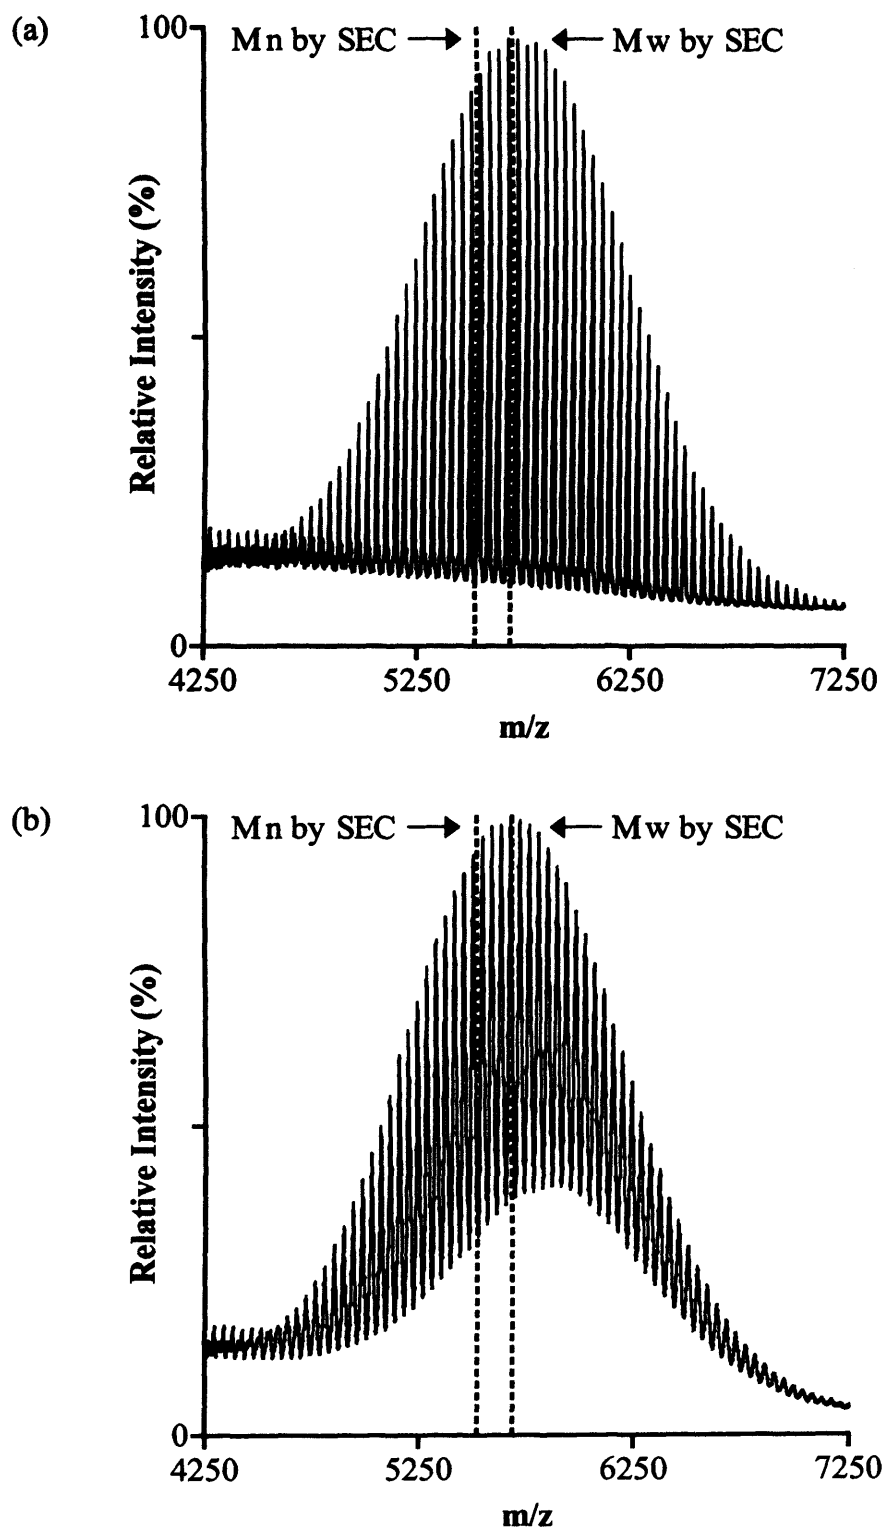 (a)
100
Mn by SEC
Mw by SEC
Relative Intensity (%)
0
4250 5250 6250 7250
m/z
(b)
100
Mn by SEC
Mw by SEC
Relative Intensity (%)
0
4250 5250 6250 7250
m/z